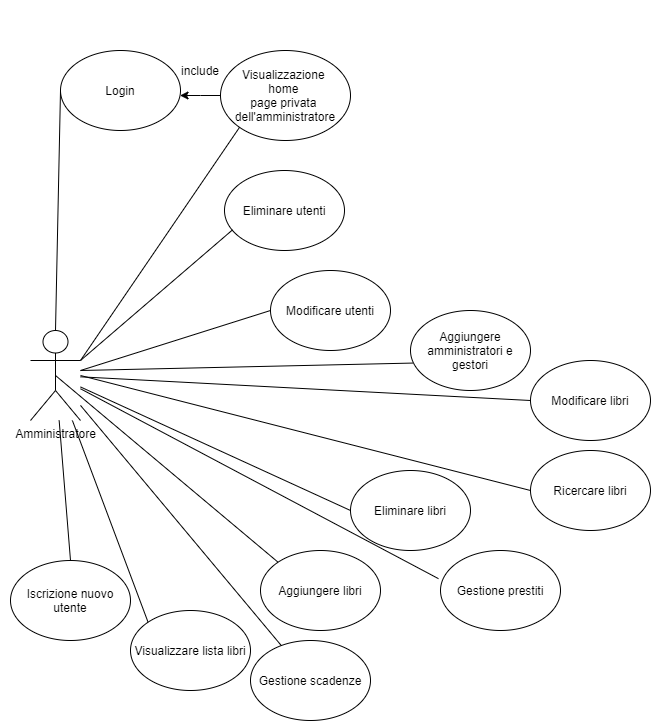 Login
include
Visualizzazione
home
page privata
dell'amministratore
Eliminare utenti
Modificare utenti
Aggiungere
amministratori e
gestori
Modificare libri
Amministratore
Ricercare libri
Eliminare libri
Iscrizione nuovo
utente
Aggiungere libri
Gestione prestiti
Visualizzare lista libri
Gestione scadenze